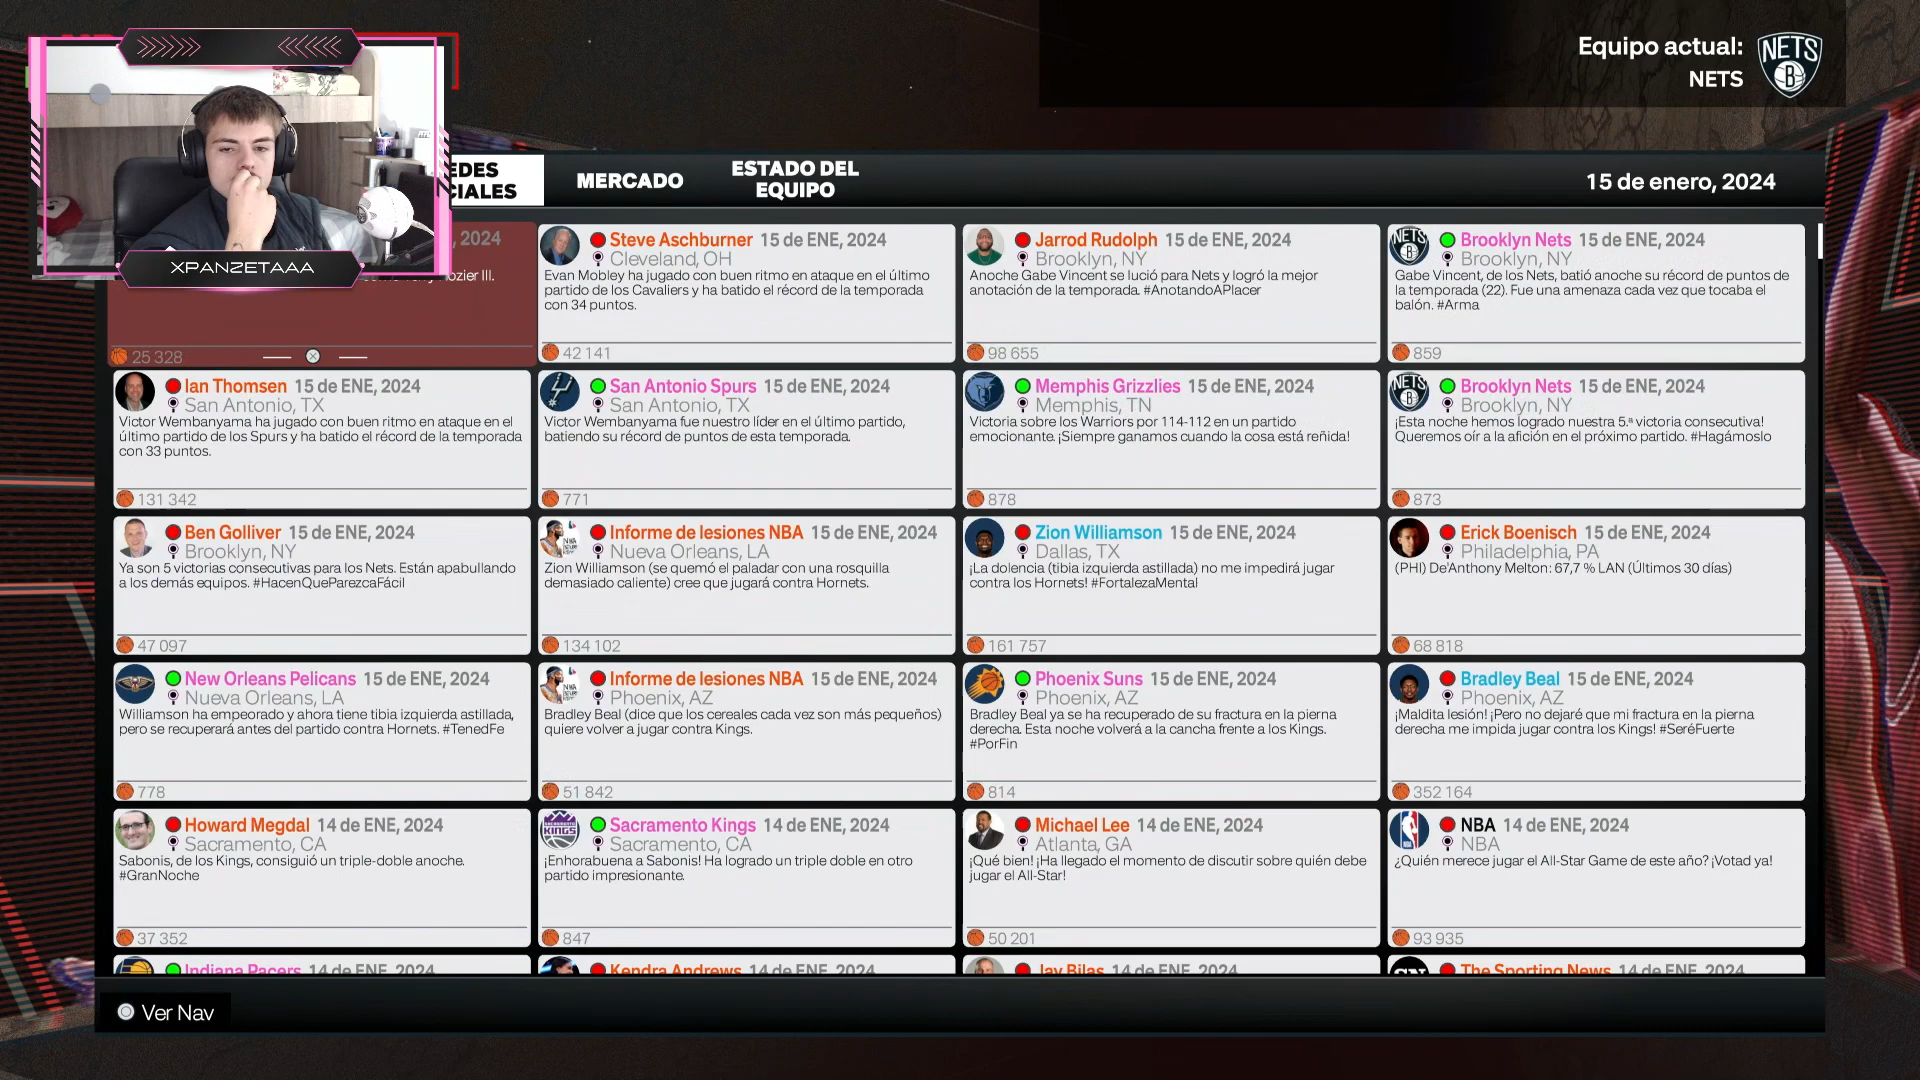 Equipo actual:
NETS
NETS
B
XPANZETAAA
EDES
CIALES
MERCADO
ESTADO DEL
EQUIPO
15 de enero, 2024
, 2024
ozier III.
25 328
Steve Aschburner 15 de ENE, 2024
Cleveland, OH
Evan Mobley ha jugado con buen ritmo en ataque en el último
partido de los Cavaliers y ha batido el récord de la temporada
con 34 puntos.
42 141
Jarrod Rudolph 15 de ENE, 2024
Brooklyn, NY
Anoche Gabe Vincent se lució para Nets y logró la mejor
anotación de la temporada. #AnotandoAPlacer
98 655
Brooklyn Nets 15 de ENE, 2024
Brooklyn, NY
Gabe Vincent, de los Nets, batió anoche su récord de puntos de
la temporada (22). Fue una amenaza cada vez que tocaba el
balón. #Arma
859
Ian Thomsen 15 de ENE, 2024
San Antonio, TX
Victor Wembanyama ha jugado con buen ritmo en ataque en el
último partido de los Spurs y ha batido el récord de la temporada
con 33 puntos.
131 342
San Antonio Spurs 15 de ENE, 2024
San Antonio, TX
Victor Wembanyama fue nuestro líder en el último partido,
batiendo su récord de puntos de esta temporada.
771
Memphis Grizzlies 15 de ENE, 2024
Memphis, TN
Victoria sobre los Warriors por 114-112 en un partido
emocionante. ¡Siempre ganamos cuando la cosa está reñida!
878
Brooklyn Nets 15 de ENE, 2024
Brooklyn, NY
¡Esta noche hemos logrado nuestra 5.ª victoria consecutiva!
Queremos oír a la afición en el próximo partido. #Hagámoslo
873
Ben Golliver 15 de ENE, 2024
Brooklyn, NY
Ya son 5 victorias consecutivas para los Nets. Están apabullando
a los demás equipos. #HacenQueParezcaFácil
47 097
Informe de lesiones NBA 15 de ENE, 2024
Nueva Orleans, LA
Zion Williamson (se quemó el paladar con una rosquilla
demasiado caliente) cree que jugará contra Hornets.
134 102
Zion Williamson 15 de ENE, 2024
Dallas, TX
¡La dolencia (tibia izquierda astillada) no me impedirá jugar
contra los Hornets! #FortalezaMental
161 757
Erick Boenisch 15 de ENE, 2024
Philadelphia, PA
(PHI) De'Anthony Melton: 67,7 % LAN (Últimos 30 días)
68 818
New Orleans Pelicans 15 de ENE, 2024
Nueva Orleans, LA
Williamson ha empeorado y ahora tiene tibia izquierda astillada,
pero se recuperará antes del partido contra Hornets. #TenedFe
778
Informe de lesiones NBA 15 de ENE, 2024
Phoenix, AZ
Bradley Beal (dice que los cereales cada vez son más pequeños)
quiere volver a jugar contra Kings.
51 842
Phoenix Suns 15 de ENE, 2024
Phoenix, AZ
Bradley Beal ya se ha recuperado de su fractura en la pierna
derecha. Esta noche volverá a la cancha frente a los Kings.
#PorFin
814
Bradley Beal 15 de ENE, 2024
Phoenix, AZ
¡Maldita lesión! ¡Pero no dejaré que mi fractura en la pierna
derecha me impida jugar contra los Kings! #SeréFuerte
352 164
Howard Megdal 14 de ENE, 2024
Sacramento, CA
Sabonis, de los Kings, consiguió un triple-doble anoche.
#GranNoche
37 352
Sacramento Kings 14 de ENE, 2024
Sacramento, CA
¡Enhorabuena a Sabonis! Ha logrado un triple doble en otro
partido impresionante.
847
Michael Lee 14 de ENE, 2024
Atlanta, GA
¡Qué bien! ¡Ha llegado el momento de discutir sobre quién debe
jugar el All-Star!
50 201
NBA 14 de ENE, 2024
NBA
¿Quién merece jugar el All-Star Game de este año? ¡Votad ya!
93 935
Indiana Pacers 14 de ENE, 2024
Kendra Andrews 14 de ENE, 2024
Jay Bilas 14 de ENE, 2024
The Sporting News 14 de ENE, 2024
Ver Nav